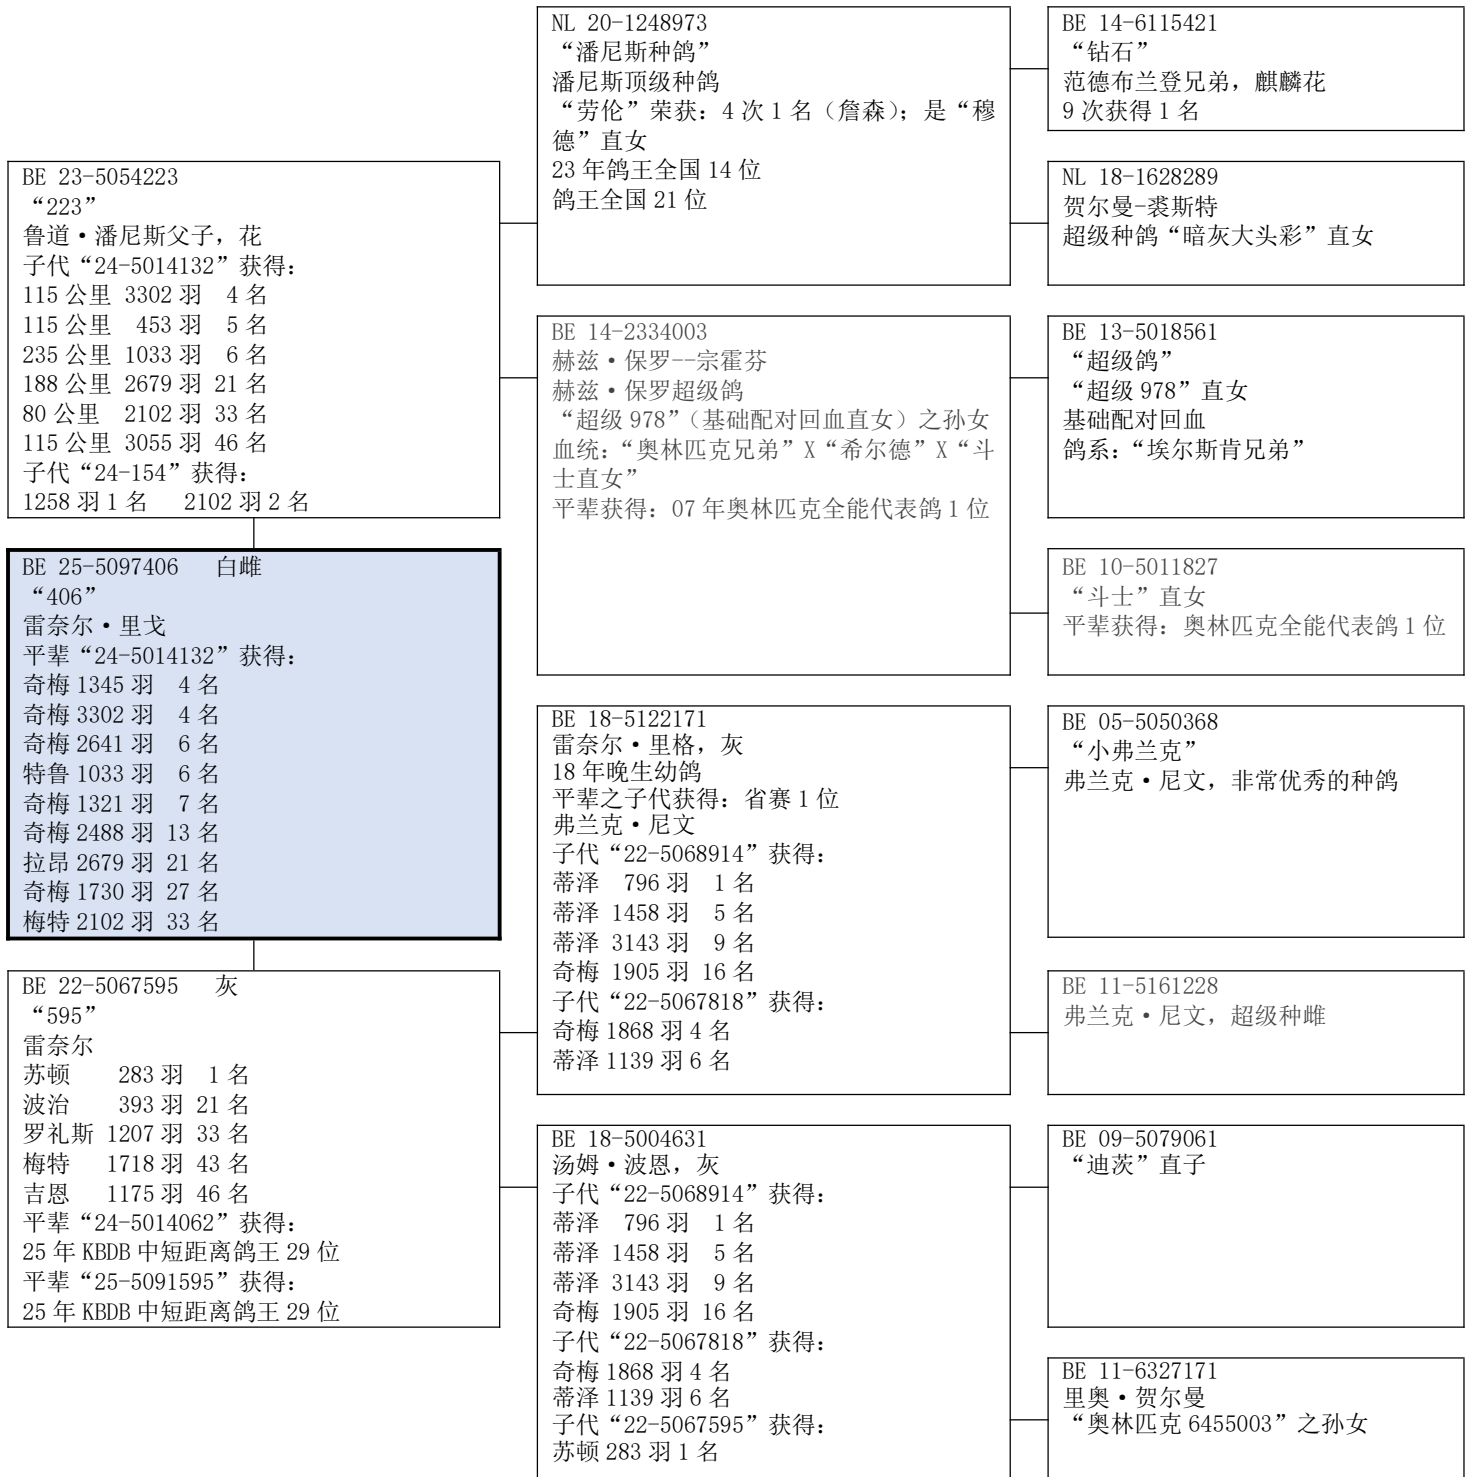 BE 23-5054223
“223”
鲁道·潘尼斯父子，花
子代“24-5014132”获得：
115 公里 3302 羽 4 名
115 公里 453 羽 5 名
235 公里 1033 羽 6 名
188 公里 2679 羽 21 名
80 公里 2102 羽 33 名
115 公里 3055 羽 46 名
子代“24-154”获得：
1258 羽 1 名 2102 羽 2 名
BE 25-5097406 白雌
“406”
雷奈尔·里戈
平辈“24-5014132”获得：
奇梅 1345 羽 4 名
奇梅 3302 羽 4 名
奇梅 2641 羽 6 名
特鲁 1033 羽 6 名
奇梅 1321 羽 7 名
奇梅 2488 羽 13 名
拉昂 2679 羽 21 名
奇梅 1730 羽 27 名
梅特 2102 羽 33 名
BE 22-5067595 灰
“595”
雷奈尔
苏顿 283 羽 1 名
波治 393 羽 21 名
罗礼斯 1207 羽 33 名
梅特 1718 羽 43 名
吉恩 1175 羽 46 名
平辈“24-5014062”获得：
25 年 KBDB 中短距离鸽王 29 位
平辈“25-5091595”获得：
25 年 KBDB 中短距离鸽王 29 位
NL 20-1248973
“潘尼斯种鸽”
潘尼斯顶级种鸽
“劳伦”荣获：4 次 1 名（詹森）；是“穆
德”直女
23 年鸽王全国 14 位
鸽王全国 21 位
BE 14-2334003
赫兹·保罗--宗霍芬
赫兹·保罗超级鸽
“超级 978”（基础配对回血直女）之孙女
血统：“奥林匹克兄弟”X“希尔德”X“斗
士直女”
平辈获得：07 年奥林匹克全能代表鸽 1 位
BE 18-5122171
雷奈尔·里格，灰
18 年晚生幼鸽
平辈之子代获得：省赛 1 位
弗兰克·尼文
子代“22-5068914”获得：
蒂泽 796 羽 1 名
蒂泽 1458 羽 5 名
蒂泽 3143 羽 9 名
奇梅 1905 羽 16 名
子代“22-5067818”获得：
奇梅 1868 羽 4 名
蒂泽 1139 羽 6 名
BE 18-5004631
汤姆·波恩，灰
子代“22-5068914”获得：
蒂泽 796 羽 1 名
蒂泽 1458 羽 5 名
蒂泽 3143 羽 9 名
奇梅 1905 羽 16 名
子代“22-5067818”获得：
奇梅 1868 羽 4 名
蒂泽 1139 羽 6 名
子代“22-5067595”获得：
苏顿 283 羽 1 名
BE 14-6115421
“钻石”
范德布兰登兄弟，麒麟花
9 次获得 1 名
NL 18-1628289
贺尔曼-裘斯特
超级种鸽“暗灰大头彩”直女
BE 13-5018561
“超级鸽”
“超级 978”直女
基础配对回血
鸽系：“埃尔斯肯兄弟”
BE 10-5011827
“斗士”直女
平辈获得：奥林匹克全能代表鸽 1 位
BE 05-5050368
“小弗兰克”
弗兰克·尼文，非常优秀的种鸽
BE 11-5161228
弗兰克·尼文，超级种雌
BE 09-5079061
“迪茨”直子
BE 11-6327171
里奥·贺尔曼
“奥林匹克 6455003”之孙女